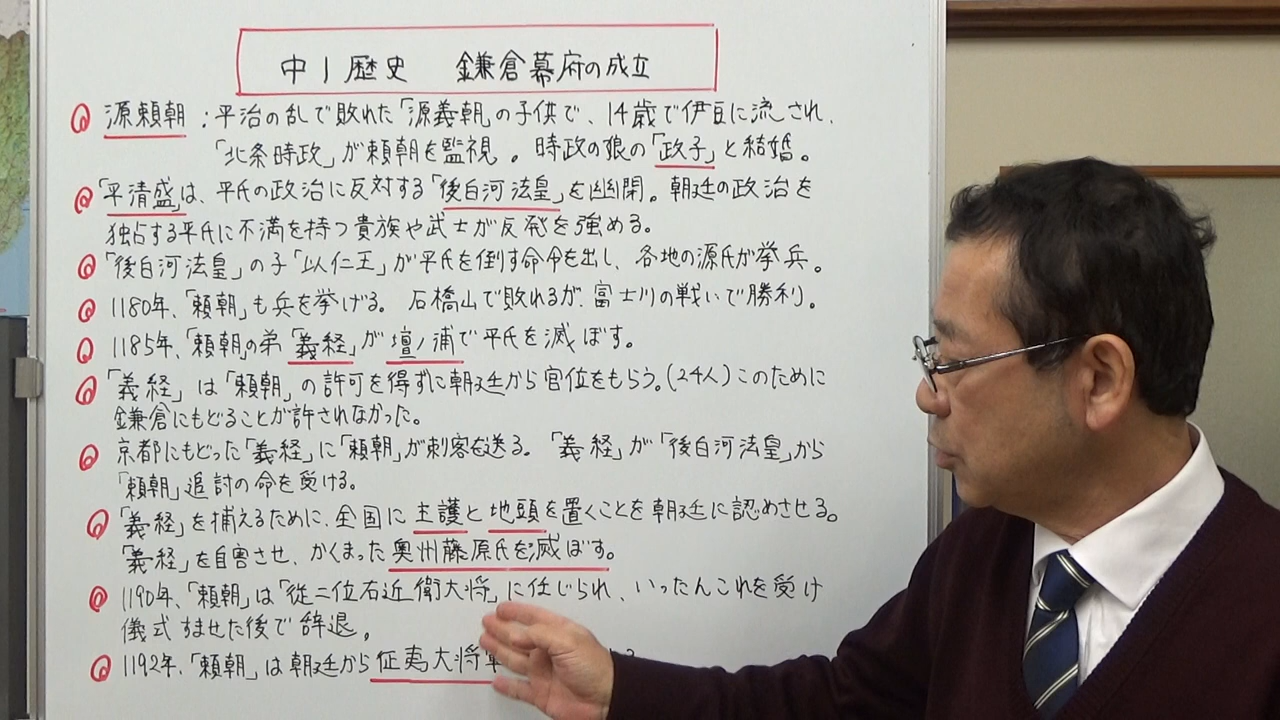 中1歴史 鎌倉幕府の成立
源頼朝:平治の乱で敗れた「源義朝」の子供で、14歳で伊豆に流され、
「北条時政」が頼朝を監視。時政の娘の「政子」と結婚。
「平清盛」は、平氏の政治に反対する「後白河法皇」を幽閉。朝廷の政治を
独占する平氏に不満を持つ貴族や武士が反発を強める。
「後白河法皇」の子「以仁王」が平氏を倒す命令を出し、各地の源氏が挙兵。
1180年、「頼朝」も兵を挙げる。石橋山で敗れるが、富士川の戦いで勝利。
1185年、「頼朝」の弟「義経」が壇ノ浦で平氏を滅ぼす。
「義経」は「頼朝」の許可を得ずに朝廷から官位をもらう。(24人)このために
鎌倉にもどることが許されなかった。
京都にもどった「義経」に「頼朝」が刺客を送る。「義経」が「後白河法皇」から
「頼朝」追討の命を受ける。
「義経」を捕えるために、全国に主護と地頭を置くことを朝廷に認めさせる。
「義経」を自害させ、かくまった奥州藤原氏を滅ぼす。
1190年、「頼朝」は「従二位右近衛大将」に任じられ、いったんこれを受け
儀式すませた後で辞退。
1192年、「頼朝」は朝廷から征夷大将